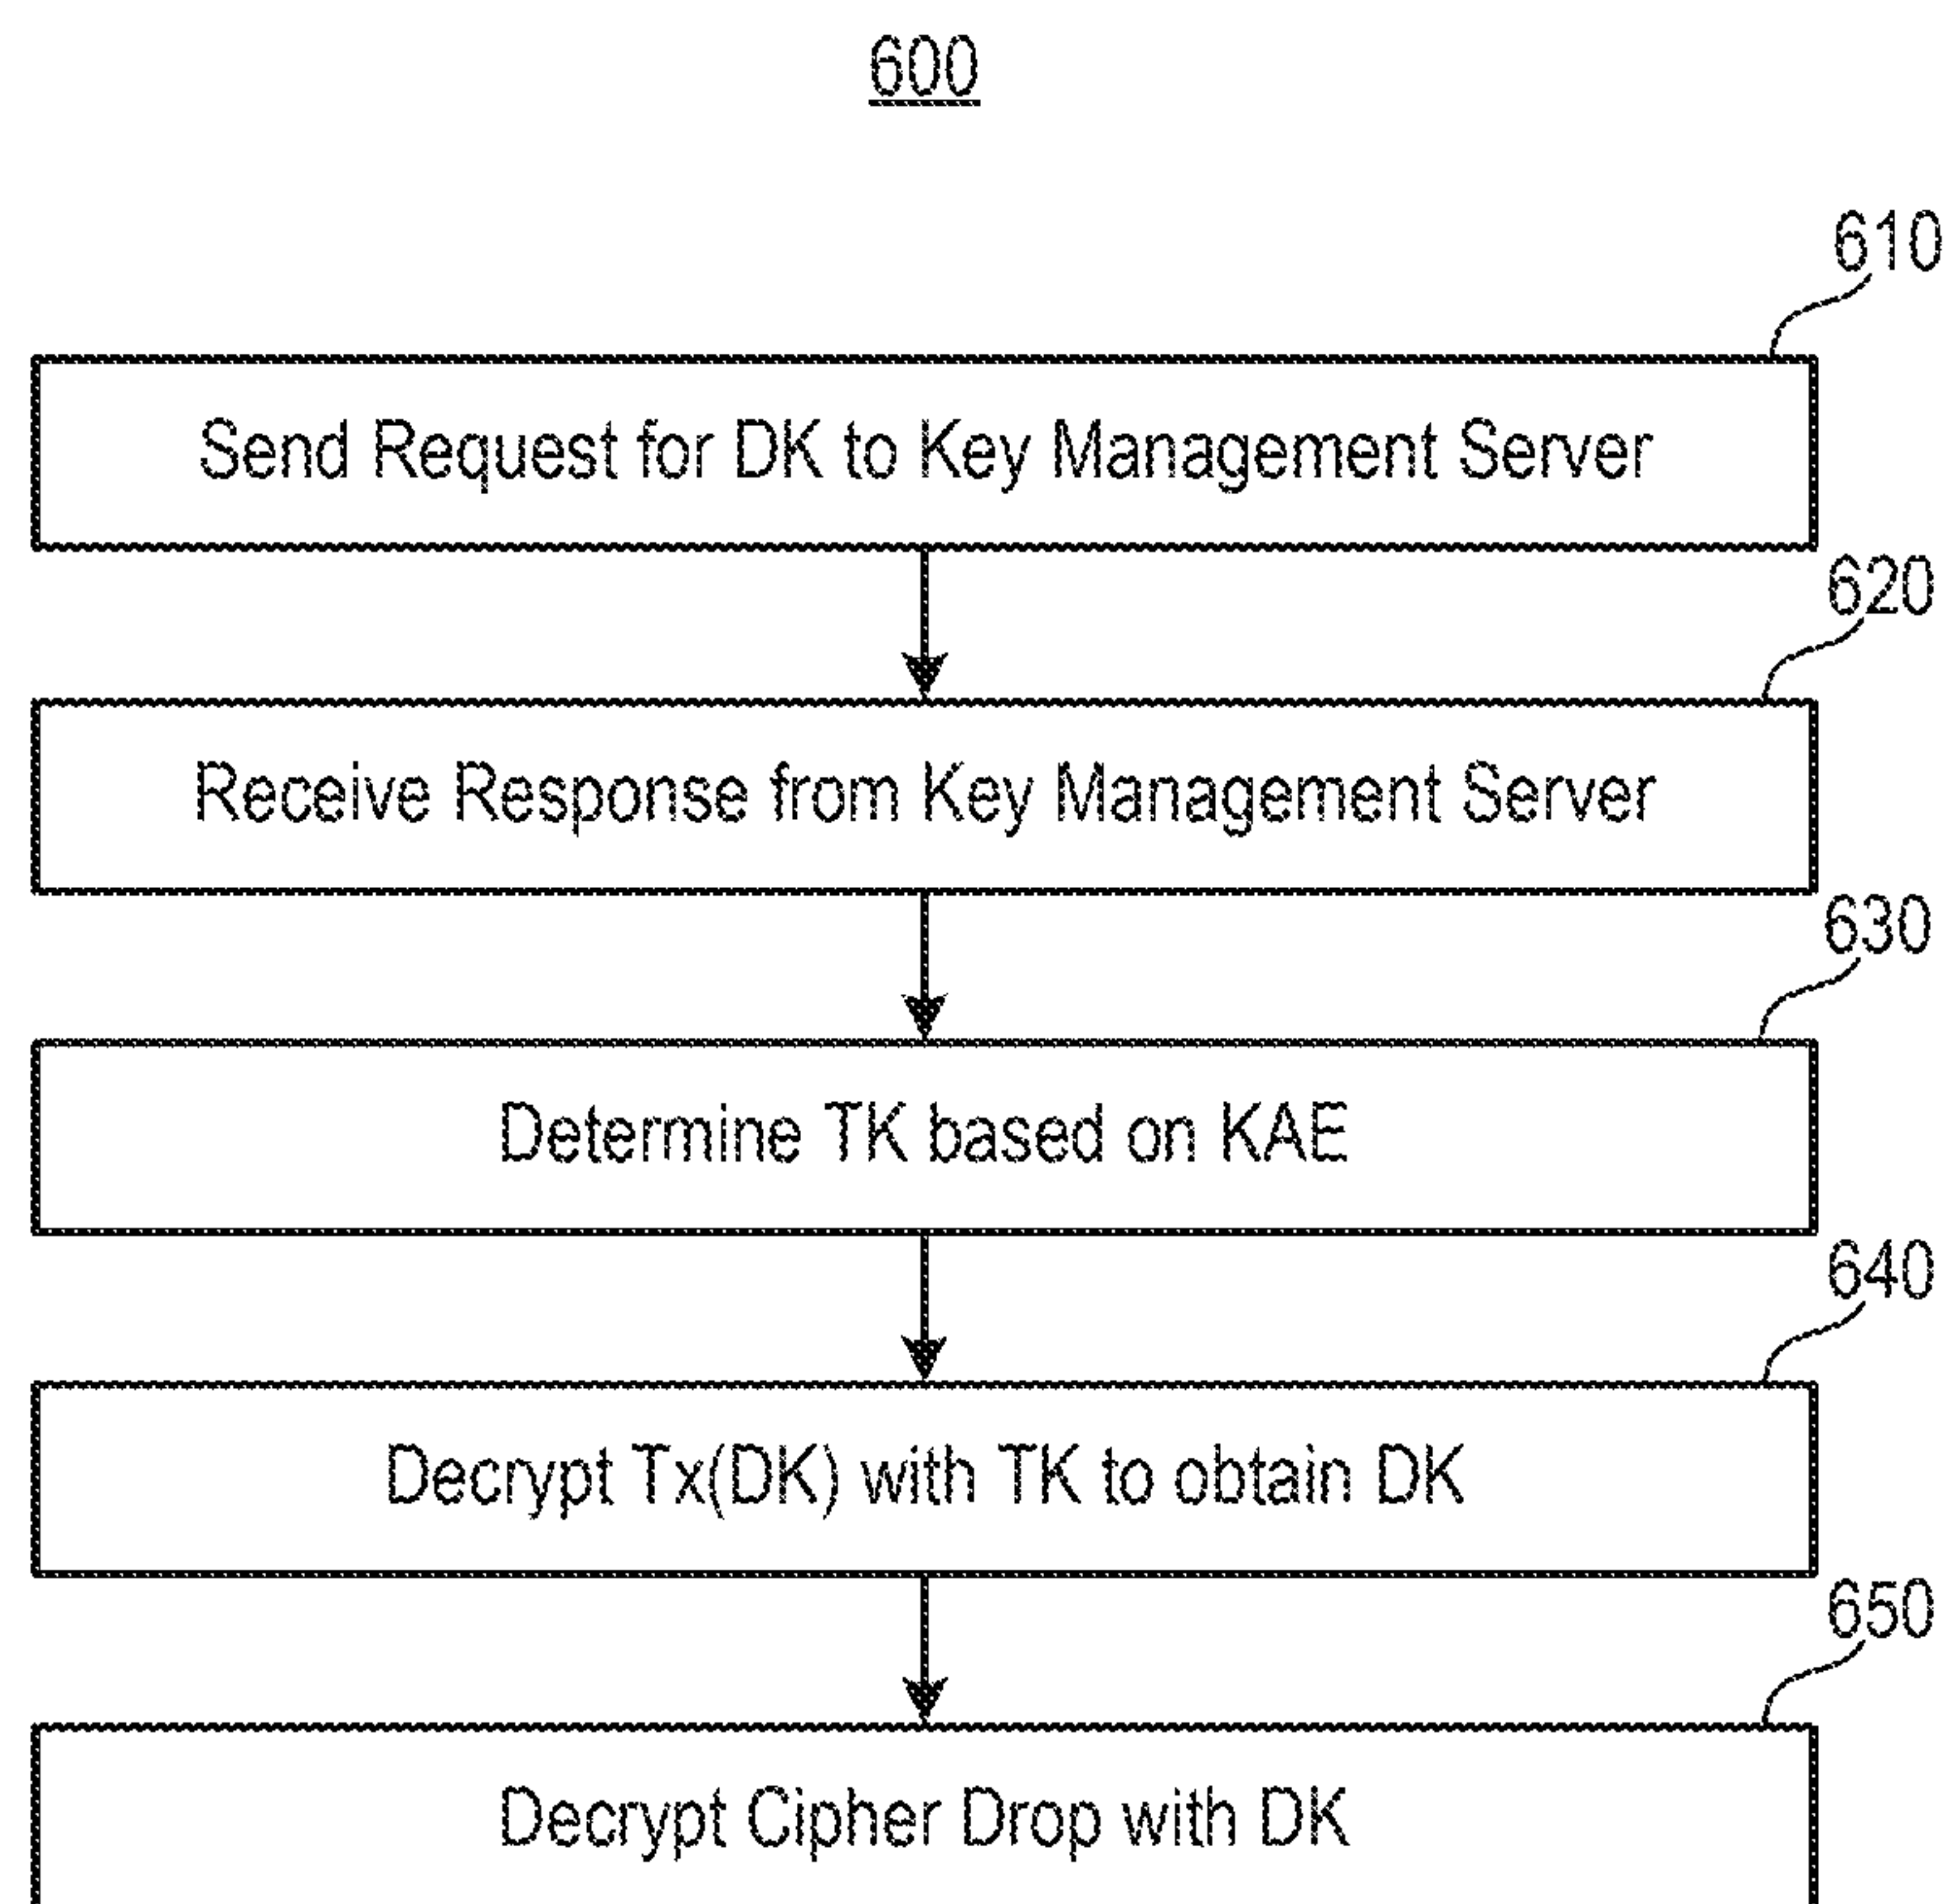 600
610
Send Request for DK to Key Management Server
620
Receive Response from Key Management Server
630
Determine TK based on KAE
640
Decrypt Tx(DK) with TK to obtain DK
650
Decrypt Cipher Drop with DK